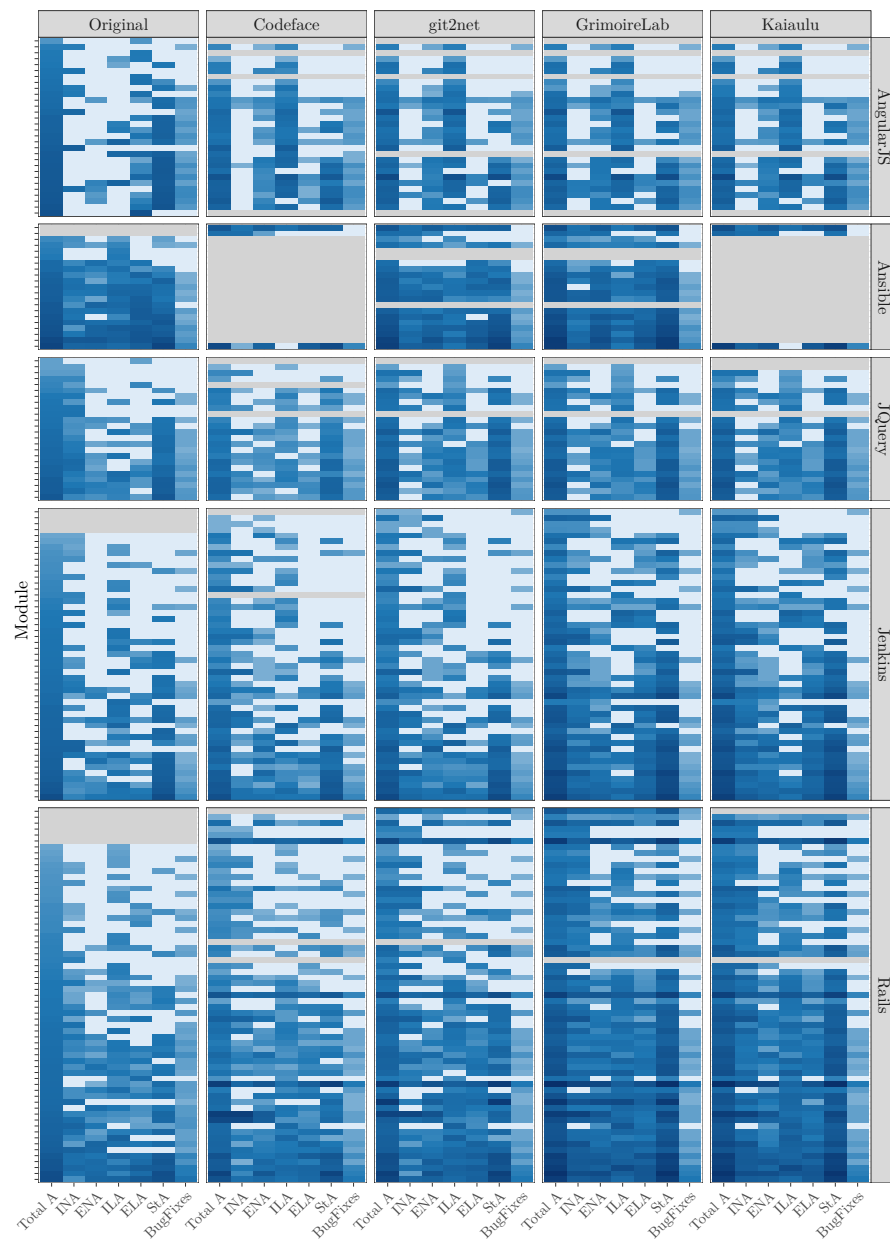 Original Codeface git2net GrimoireLab Kaiaulu
AngularJS
Ansible
JQuery
Jenkins
Rails
Module
Total A INA ENA ILA ELA StA BugFixes Total A INA ENA ILA ELA StA BugFixes Total A INA ENA ILA ELA StA BugFixes Total A INA ENA ILA ELA StA BugFixes Total A INA ENA ILA ELA StA BugFixes